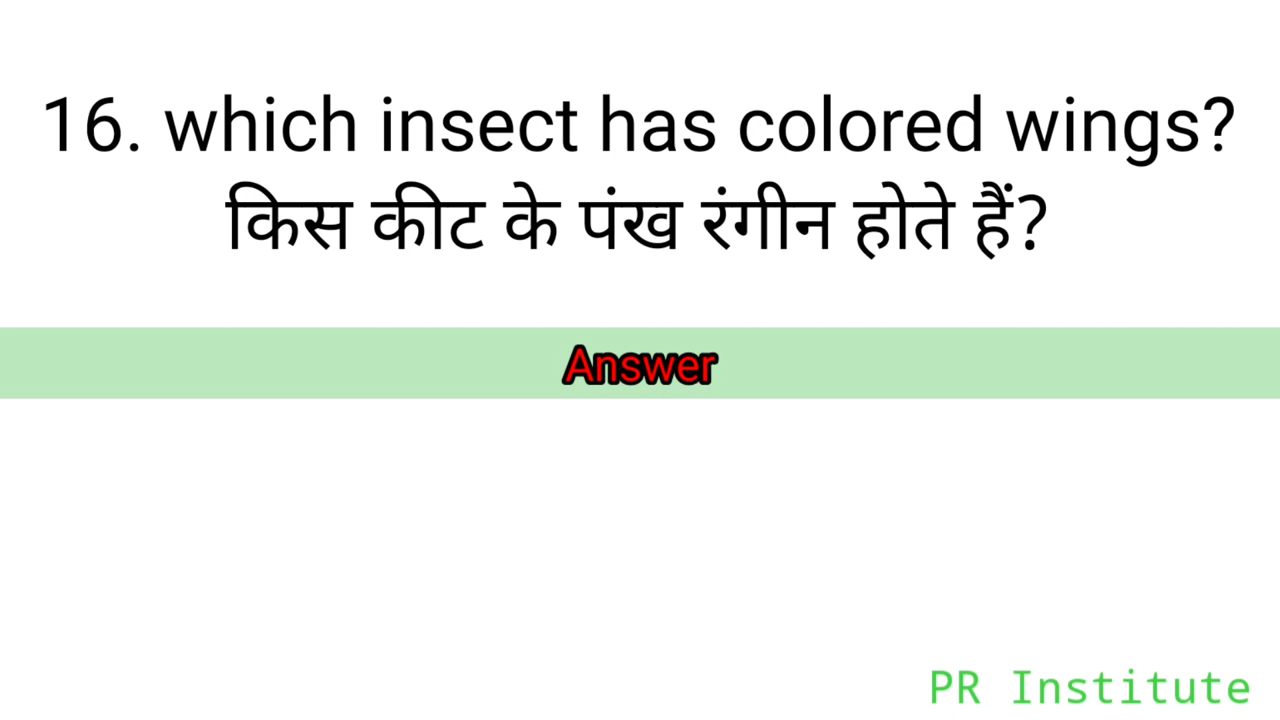 16. which insect has colored wings?
किस कीट के पंख रंगीन होते हैं?
Answer
PR Institute